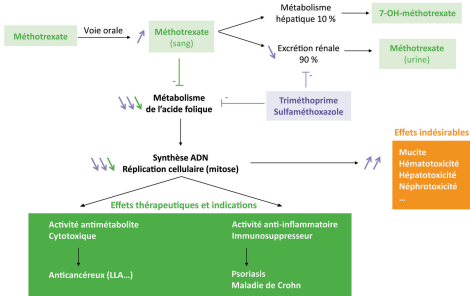 Méthotrexate
Voie orale
Méthotrexate
(sang)
Métabolisme
hépatique 10 %
7-OH-méthotrexate
Excrétion rénale
90 %
Méthotrexate
(urine)
-
-
-
Métabolisme
de l'acide folique
Triméthoprime
Sulfaméthoxazole
Synthèse ADN
Réplication cellulaire (mitose)
Effets indésirables
Mucite
Hématotoxicité
Hépatotoxicité
Néphrotoxicité
...
Effets thérapeutiques et indications
Activité antimétabolite
Cytotoxique
Activité anti-inflammatoire
Immunosuppresseur
Anticancéreux (LLA...)
Psoriasis
Maladie de Crohn